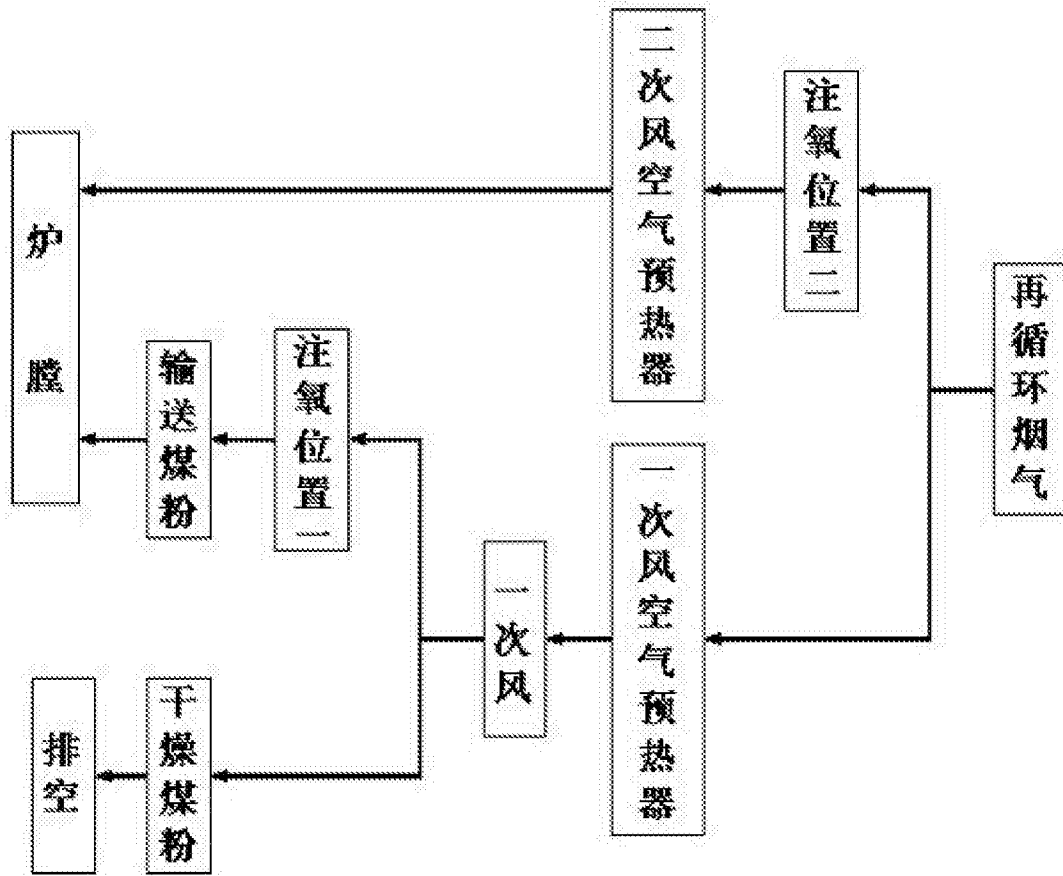 炉膛
二次风空气预热器
注氧位置二
再循环烟气
输送煤粉
注氧位置一
一次风
一次风空气预热器
排空
干燥煤粉